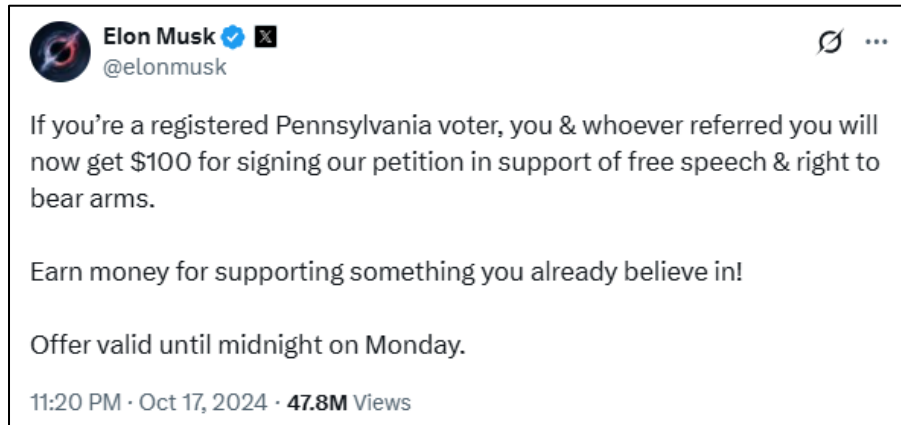 Elon Musk
@elonmusk
If you’re a registered Pennsylvania voter, you & whoever referred you will
now get $100 for signing our petition in support of free speech & right to
bear arms.
Earn money for supporting something you already believe in!
Offer valid until midnight on Monday.
11:20 PM · Oct 17, 2024 · 47.8M Views